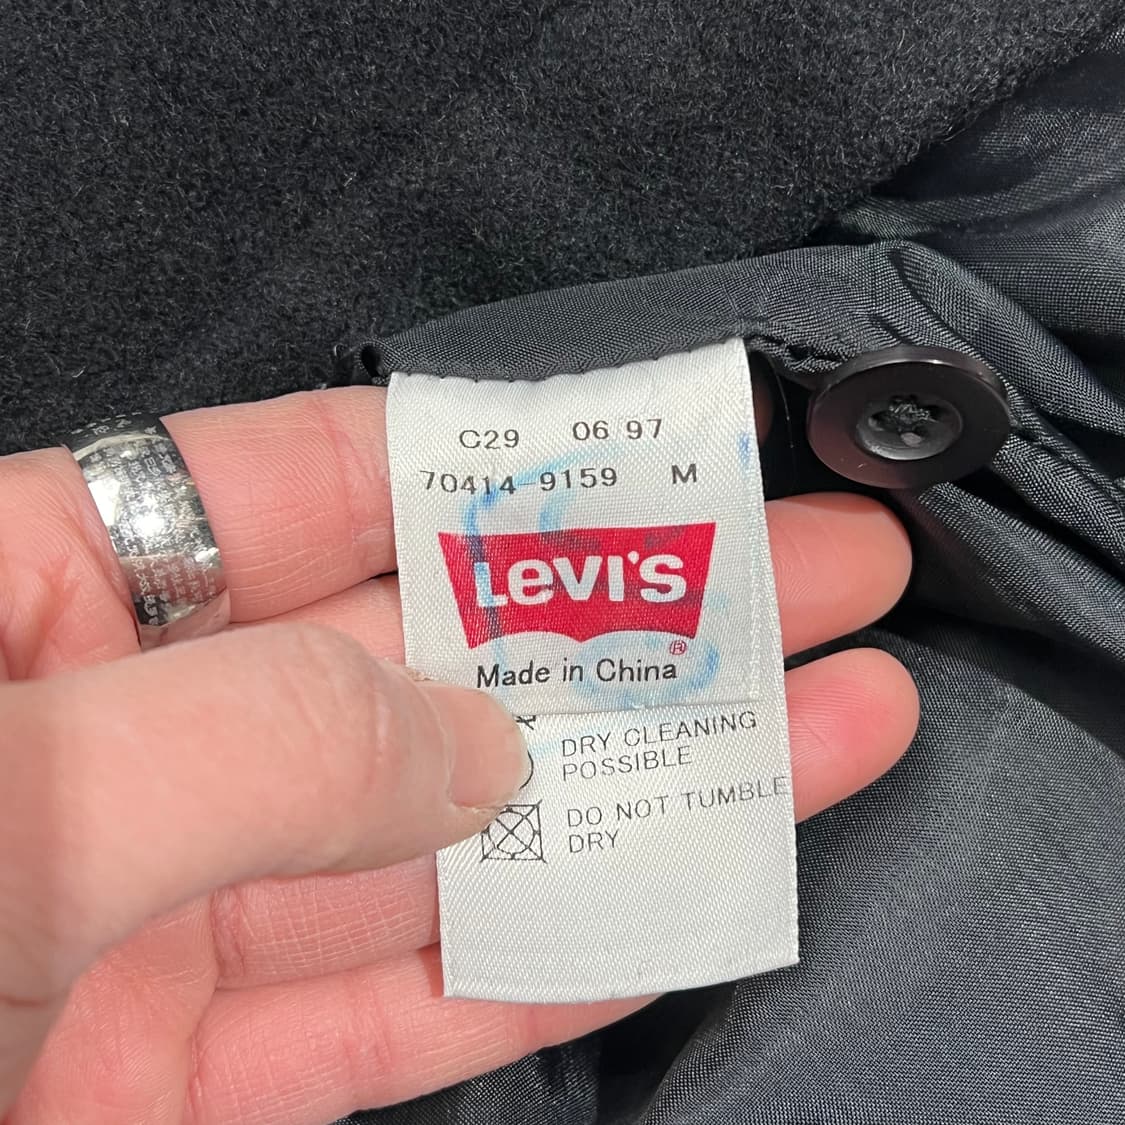 C29 06 97
70414-9159 M
Levi's
®
Made in China
DRY CLEANING
POSSIBLE
DO NOT TUMBLE
DRY